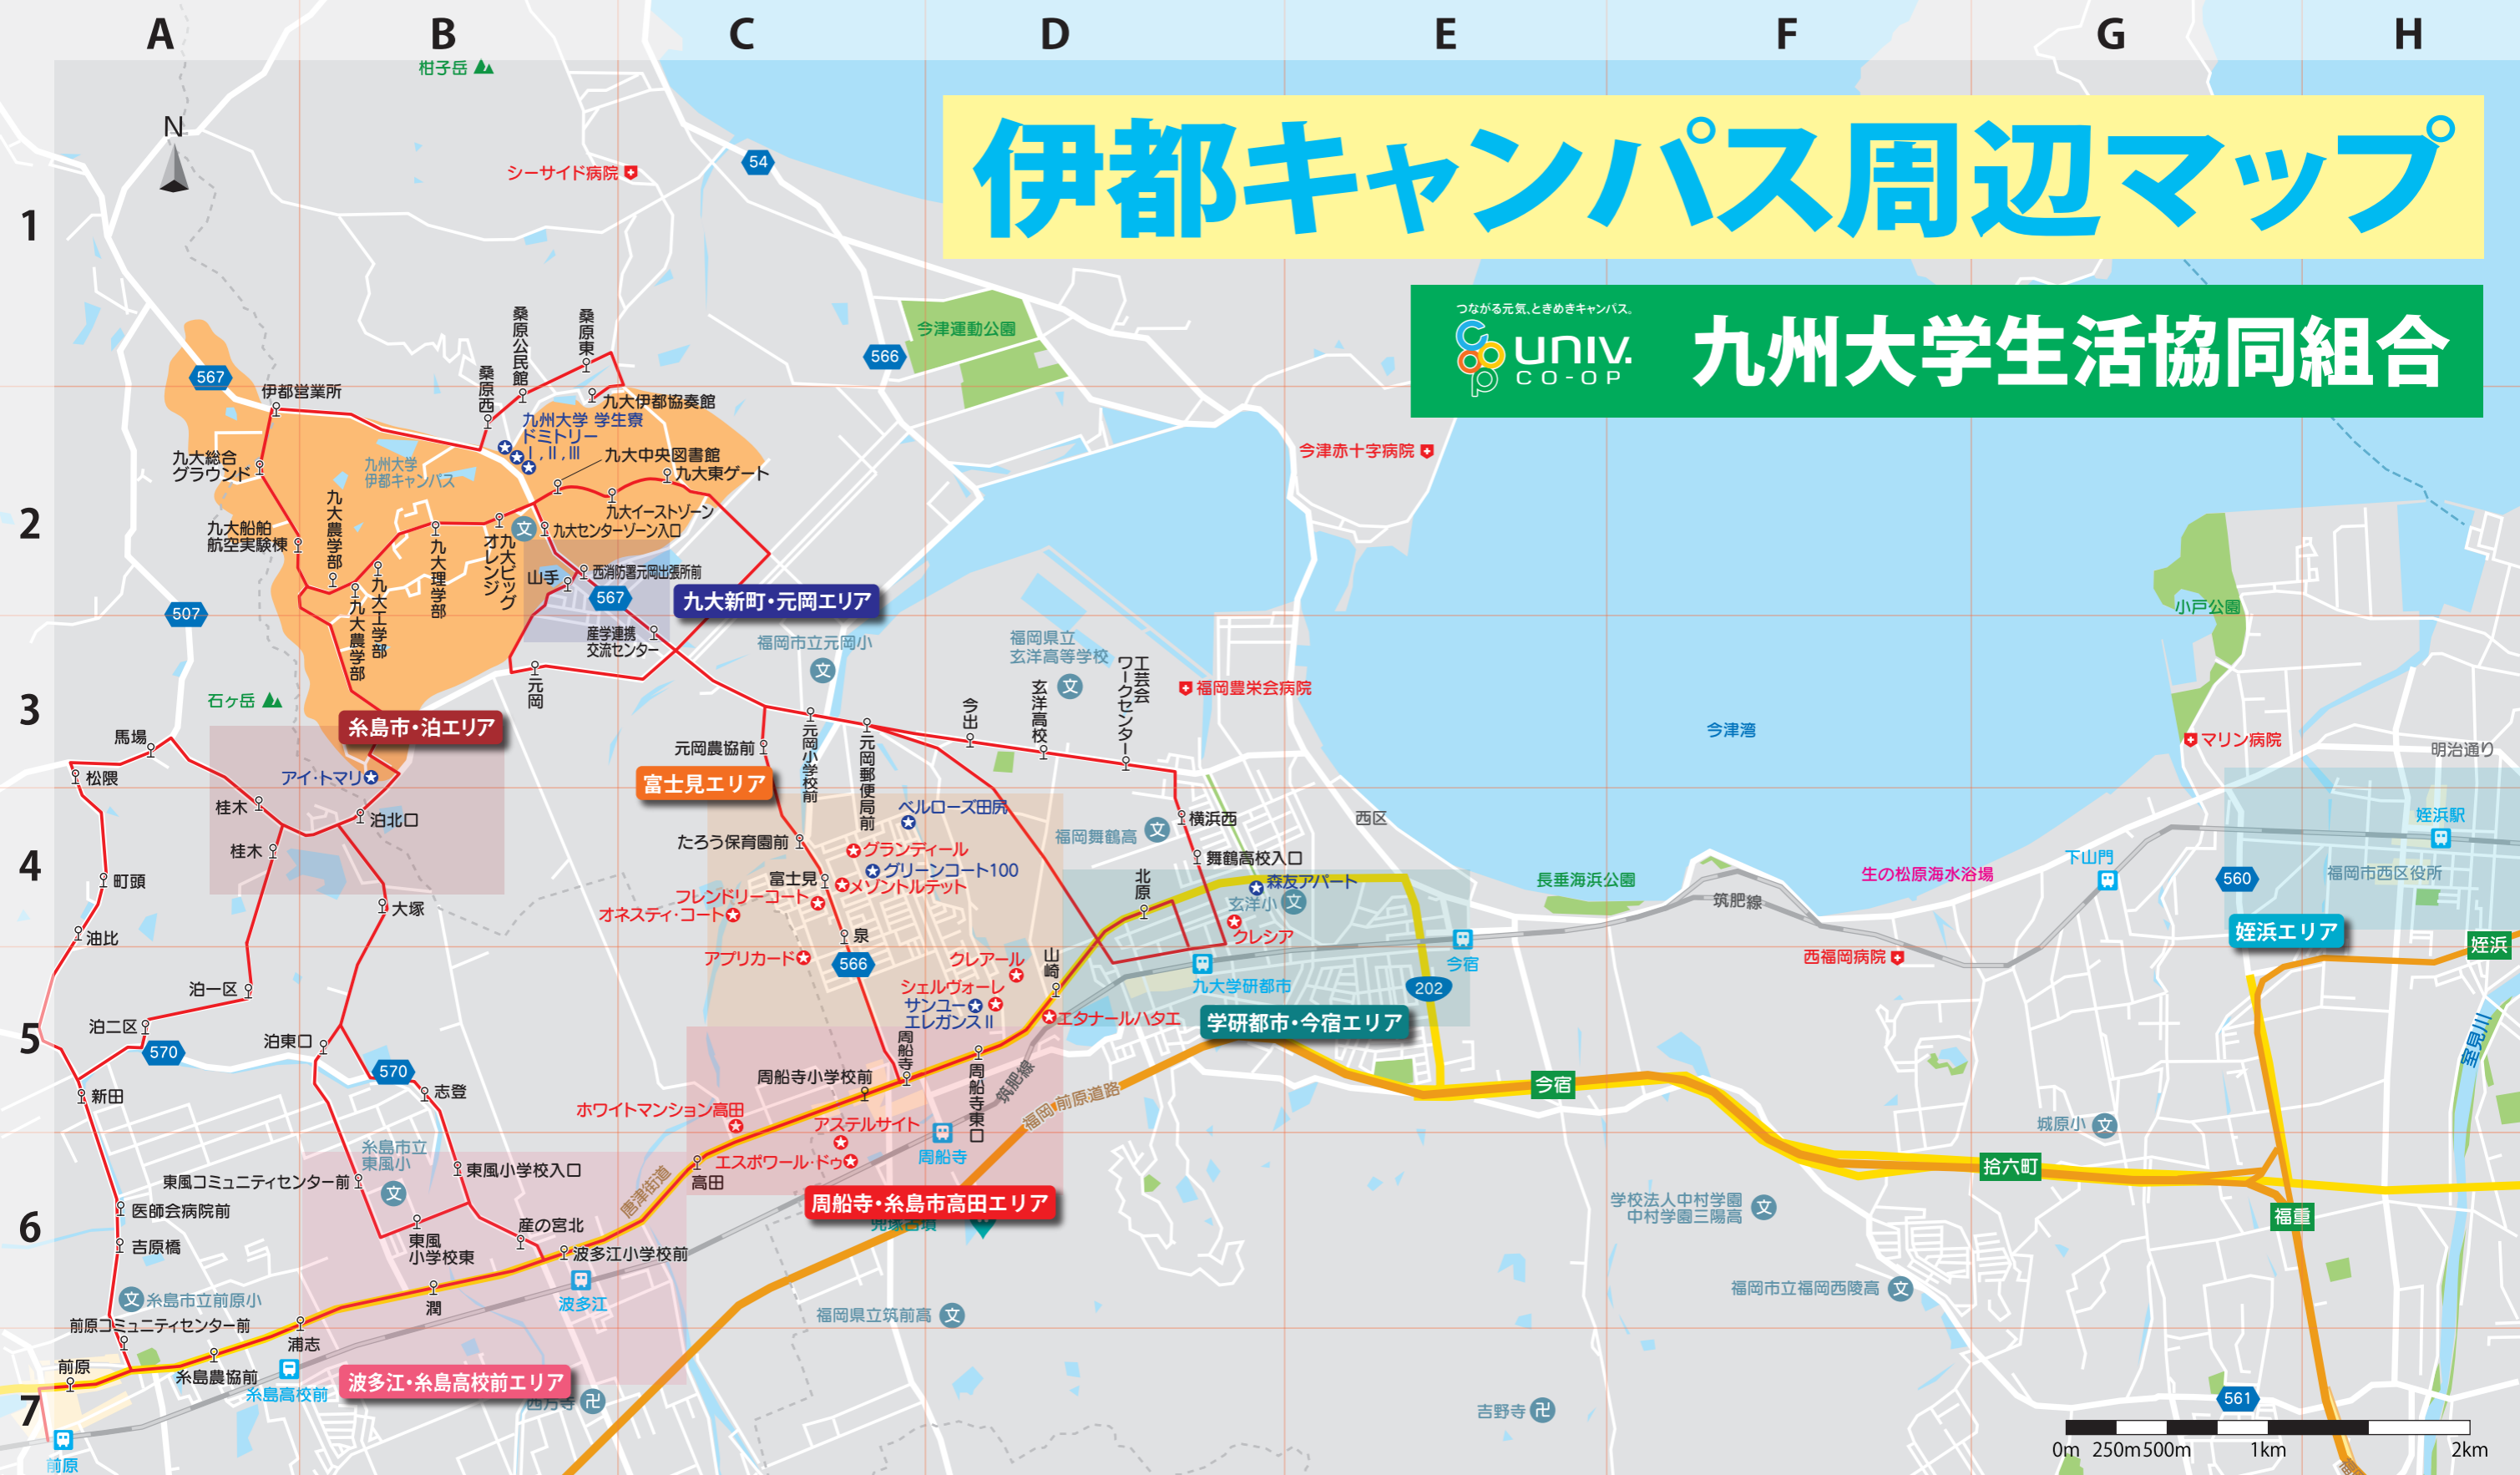 A B C D E F G H
1
2
3
4
5
6
7
N
伊都キャンパス周辺マップ
つながる元気、ときめきキャンパス。
univ.
CO-OP
九州大学生活協同組合
柑子岳
シーサイド病院
54
今津運動公園
566
567
桑原公民館
桑原東
桑原西
伊都営業所
九大伊都協奏館
九州大学 学生寮
ドミトリー
I , II , III
今津赤十字病院
九大総合
グラウンド
九州大学
伊都キャンパス
九大中央図書館
九大東ゲート
九大農学部
九大イーストゾーン
九大船舶
航空実験棟
九大センターゾーン入口
九大理学部
九大ビッグ
オレンジ
九大工学部
九大農学部
山手
西消防署元岡出張所前
567
九大新町・元岡エリア
507
産学連携
交流センター
福岡市立元岡小
福岡県立
玄洋高等学校
工芸会
ワークセンター
小戸公園
元岡
石ヶ岳
福岡豊栄会病院
玄洋高校
今出
今津湾
糸島市・泊エリア
馬場
元岡農協前
元岡小学校前
元岡郵便局前
マリン病院
明治通り
松隈
アイ・トマリ
富士見エリア
桂木
泊北口
ベルローズ田尻
横浜西
西区
姪浜駅
たろう保育園前
福岡舞鶴高
桂木
グランディール
舞鶴高校入口
下山門
グリーンコート100
町頭
富士見
メゾントルテット
北原
森友アパート
長垂海浜公園
生の松原海水浴場
560
福岡市西区役所
フレンドリーコート
オネスティ・コート
玄洋小
筑肥線
大塚
クレシア
姪浜エリア
油比
泉
姪浜
アプリカード
566
クレアール
山崎
今宿
西福岡病院
泊一区
シェルヴォーレ
九大学研都市
202
サンユー
エレガンスⅡ
エタナールハタエ
学研都市・今宿エリア
泊二区
570
泊東口
周船寺
室見川
570
周船寺小学校前
周船寺東口
筑肥線
今宿
新田
志登
福岡 前原道路
ホワイトマンション高田
アステルサイト
城原小
糸島市立
東風小
周船寺
エスポワール・ドゥ
東風コミュニティセンター前
東風小学校入口
高田
拾六町
唐津街道
周船寺・糸島市高田エリア
学校法人中村学園
中村学園三陽高
医師会病院前
福重
産の宮北
吉原橋
東風
小学校東
波多江小学校前
糸島市立前原小
潤
波多江
福岡県立筑前高
福岡市立福岡西陵高
前原コミュニティセンター前
浦志
前原
糸島農協前
糸島高校前
波多江・糸島高校前エリア
吉野寺
561
前原
0m 250m 500m 1km 2km